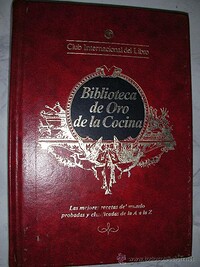 Club Internacional del Libro
Biblioteca
de Oro
de la Cocina
Las mejores recetas del mundo
probadas y clasificadas de la A a la Z